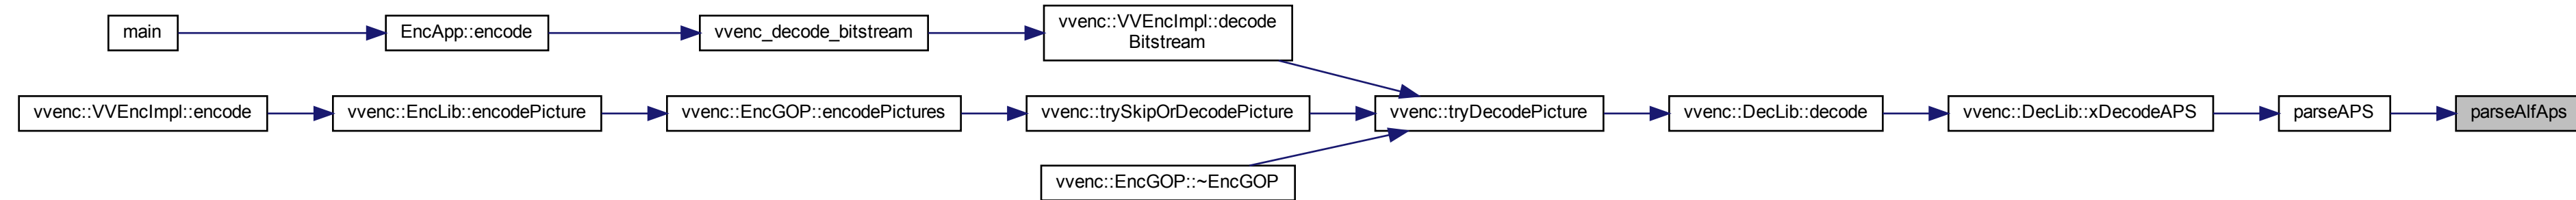 main
EncApp::encode
vvenc_decode_bitstream
vvenc::VVEncImpl::decode
Bitstream
vvenc::VVEncImpl::encode
vvenc::EncLib::encodePicture
vvenc::EncGOP::encodePictures
vvenc::trySkipOrDecodePicture
vvenc::tryDecodePicture
vvenc::DecLib::decode
vvenc::DecLib::xDecodeAPS
parseAPS
parseAlfAps
vvenc::EncGOP::~EncGOP